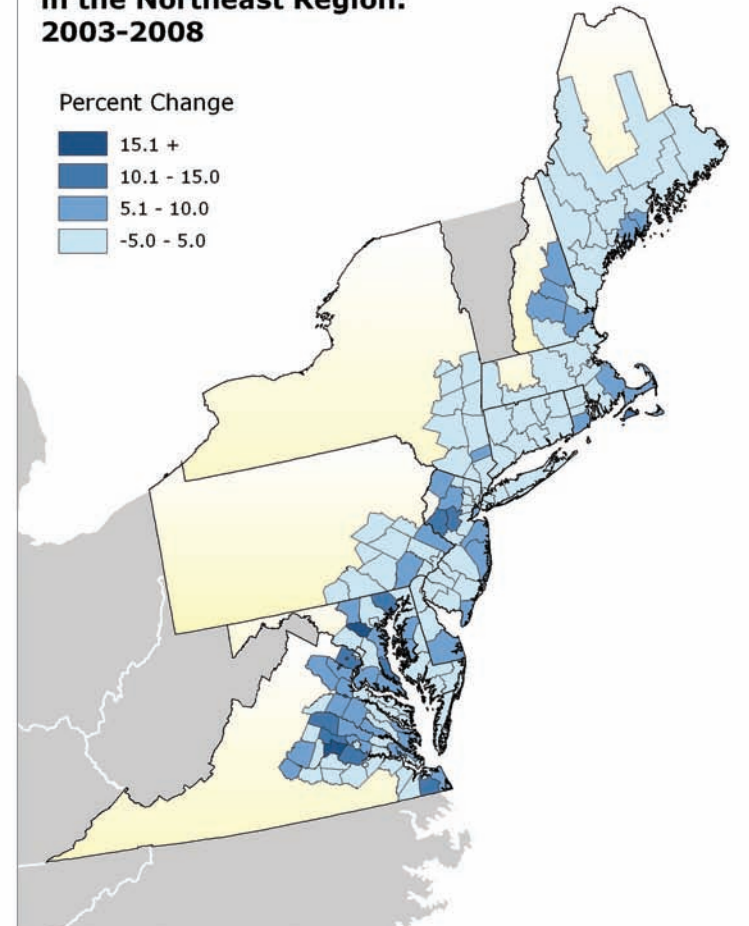 in the Northeast Region:
2003-2008
Percent Change
15.1 +
10.1 - 15.0
5.1 - 10.0
-5.0 - 5.0